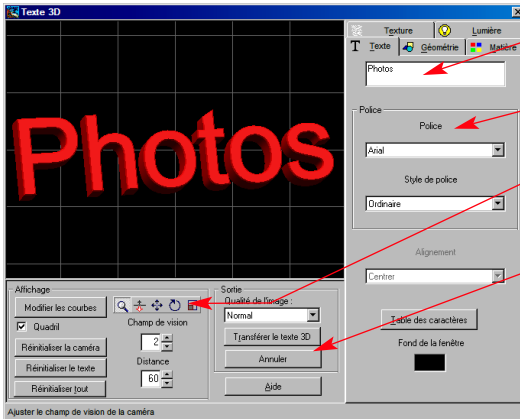 Texte 3D
Texture
Lumière
Texte
Géométrie
Matière
Photos
Photos
Police
Police
Arial
Style de police
Ordinaire
Alignement
Centrer
Table des caractères
Fond de la fenêtre
Affichage
Modifier les courbes
Quadril
Réinitialiser la caméra
Réinitialiser le texte
Réinitialiser tout
Champ de vision
2
Distance
60
Sortie
Qualité de l'image :
Normal
Transférer le texte 3D
Annuler
Aide
Ajuster le champ de vision de la caméra